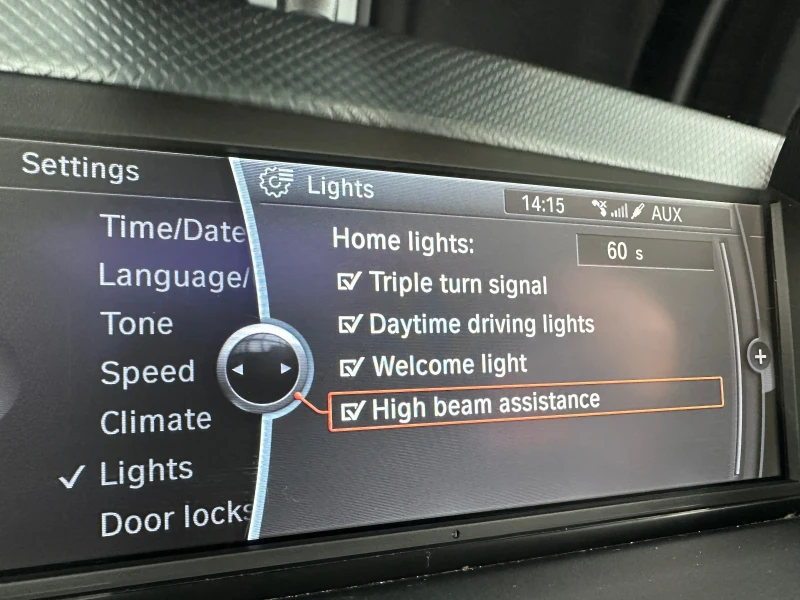 Settings
Time/Date
Language/
Tone
Speed
Climate
Lights
Door locks
Lights
14:15
AUX
Home lights:
60 s
Triple turn signal
Daytime driving lights
Welcome light
High beam assistance
+